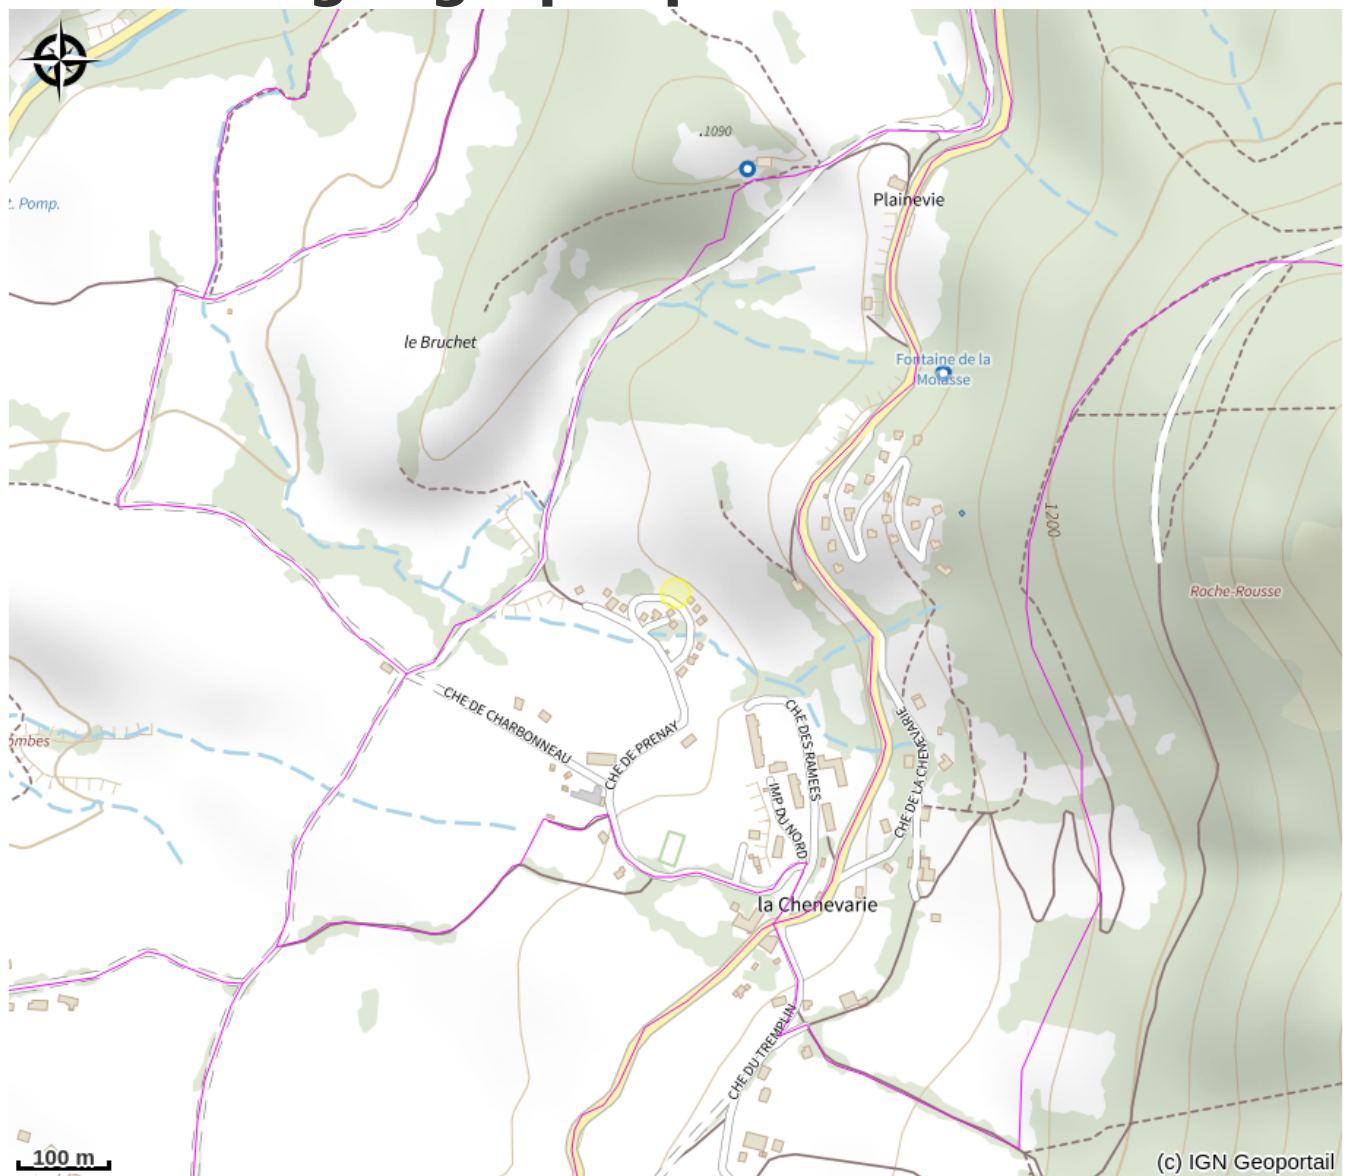 .1090
t. Pomp.
Plainevie
le Bruchet
Fontaine de la
Molasse
1200
Roche-Rousse
CHE DE CHARBONNEAU
CHE DE PRENAY
CHE DES RAMEES
IMP DU NORD
CHE DE LA CHENEVARIE
ombes
la Chenevarie
CHE DU TREMPLIN
100 m
(c) IGN Geoportail